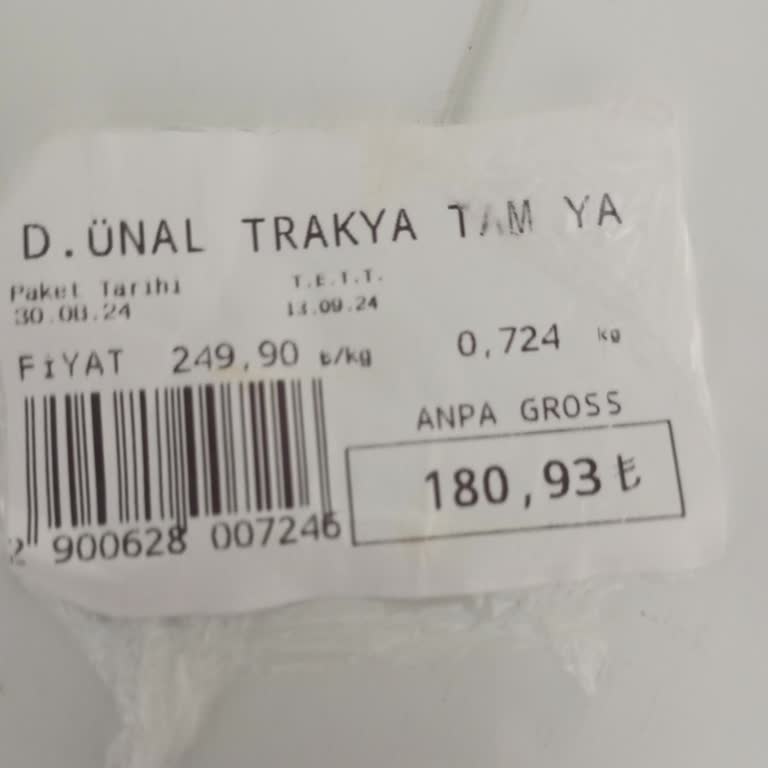 D.ÜNAL TRAKYA TAM YA
Paket Tarihi T.E.T.T.
30.08.24 13.09.24
FİYAT 249,90 ₺/kg 0,724 kg
ANPA GROSS
180,93₺
2 900628 007246